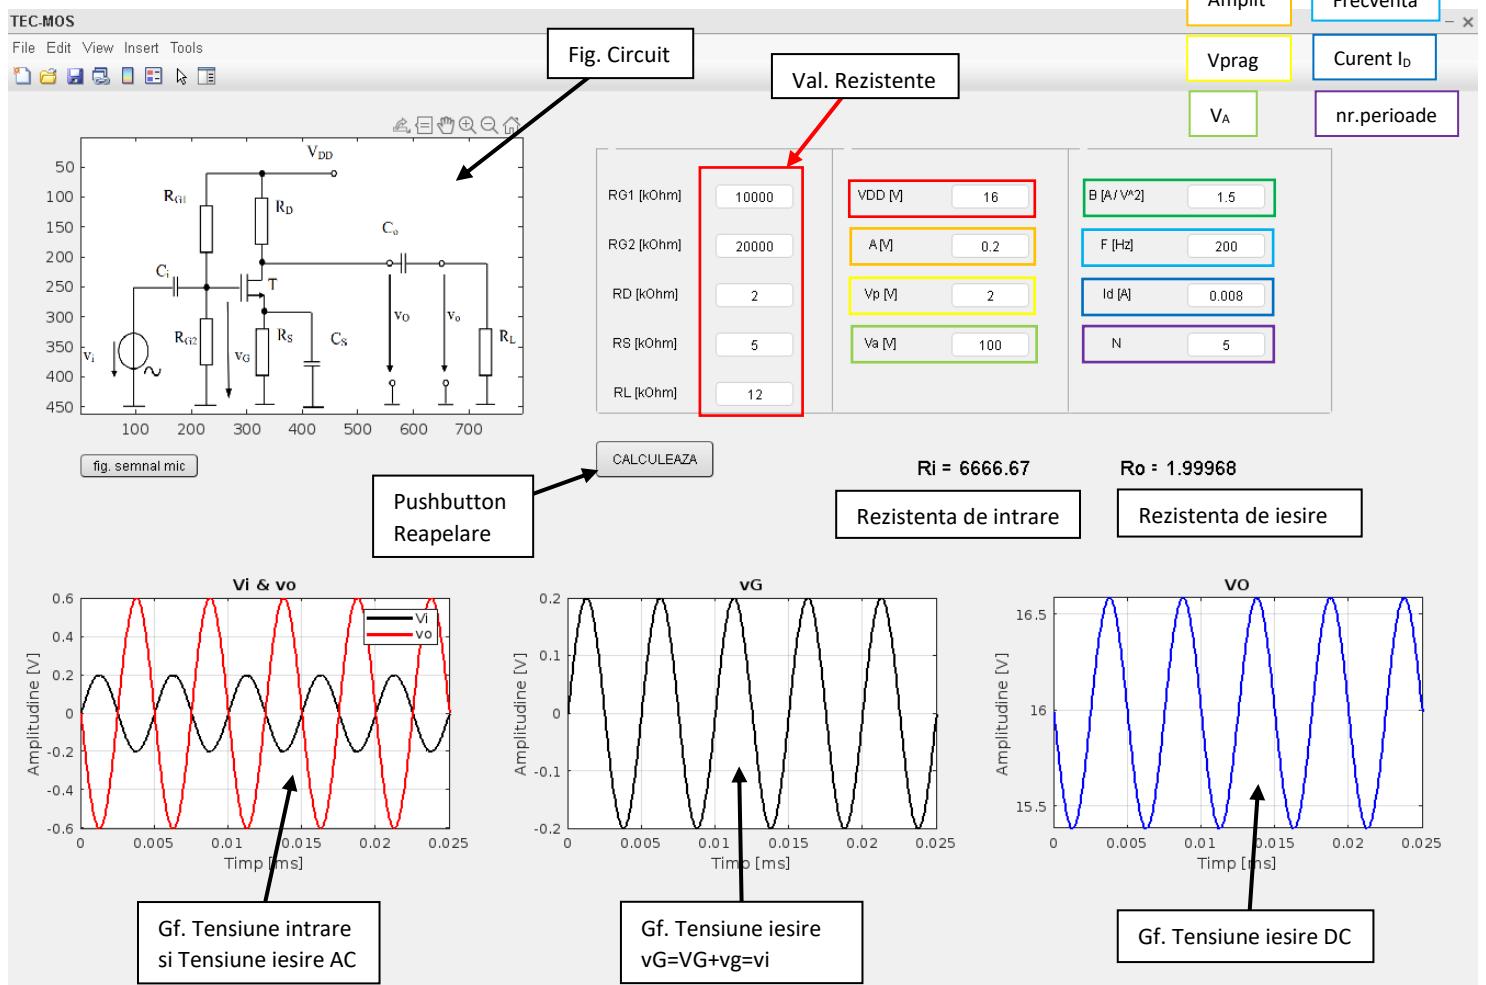 Amplit
Frecventa
TEC-MOS
File Edit View Insert Tools
Fig. Circuit
Val. Rezistente
Vprag
Curent ID
VA
nr.perioade
50
100
150
200
250
300
350
400
450
100 200 300 400 500 600 700
VDD
RG1
RD
Co
Ci
T
RG2
RS
CS
RL
vi
vG
vO
vo
RG1 [kOhm] 10000
RG2 [kOhm] 20000
RD [kOhm] 2
RS [kOhm] 5
RL [kOhm] 12
VDD [V] 16
A [V] 0.2
Vp [V] 2
Va [V] 100
B [A / V^2] 1.5
F [Hz] 200
Id [A] 0.008
N 5
fig. semnal mic
CALCULEAZA
Ri = 6666.67
Ro = 1.99968
Pushbutton
Reapelare
Rezistenta de intrare
Rezistenta de iesire
Vi & vo
0.6
0.4
0.2
0
-0.2
-0.4
-0.6
Amplitudine [V]
Vi
vo
0 0.005 0.01 0.015 0.02 0.025
Timp [ms]
vG
0.2
0.1
0
-0.1
-0.2
Amplitudine [V]
0 0.005 0.01 0.015 0.02 0.025
Timp [ms]
VO
16.5
16
15.5
Amplitudine [V]
0 0.005 0.01 0.015 0.02 0.025
Timp [ms]
Gf. Tensiune intrare
si Tensiune iesire AC
Gf. Tensiune iesire
vG=VG+vg=vi
Gf. Tensiune iesire DC